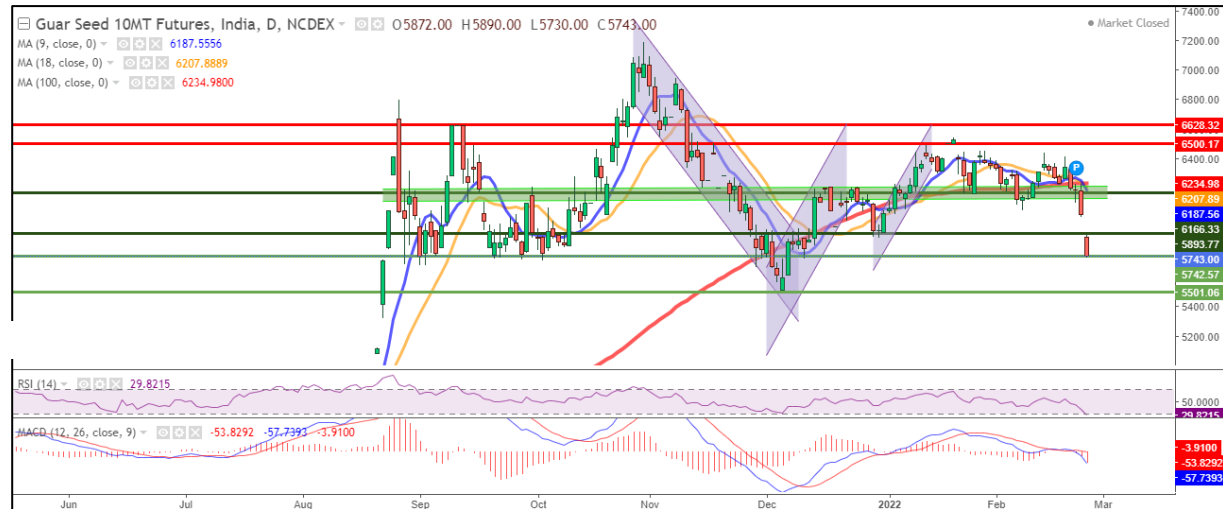 Guar Seed 10MT Futures, India, D, NCDEX O5872.00 H5890.00 L5730.00 C5743.00
Market Closed
MA (9, close, 0) 6187.5556
MA (18, close, 0) 6207.8889
MA (100, close, 0) 6234.9800
P
7400.00
7200.00
7000.00
6800.00
6628.32
6500.17
6400.00
6234.98
6207.89
6187.56
6166.33
5893.77
5743.00
5742.57
5501.06
5400.00
5200.00
RSI (14) 29.8215
50.0000
29.8215
MACD (12, 26, close, 9) -53.8292 -57.7393 -3.9100
-3.9100
-53.8292
-57.7393
Jun Jul Aug Sep Oct Nov Dec 2022 Feb Mar